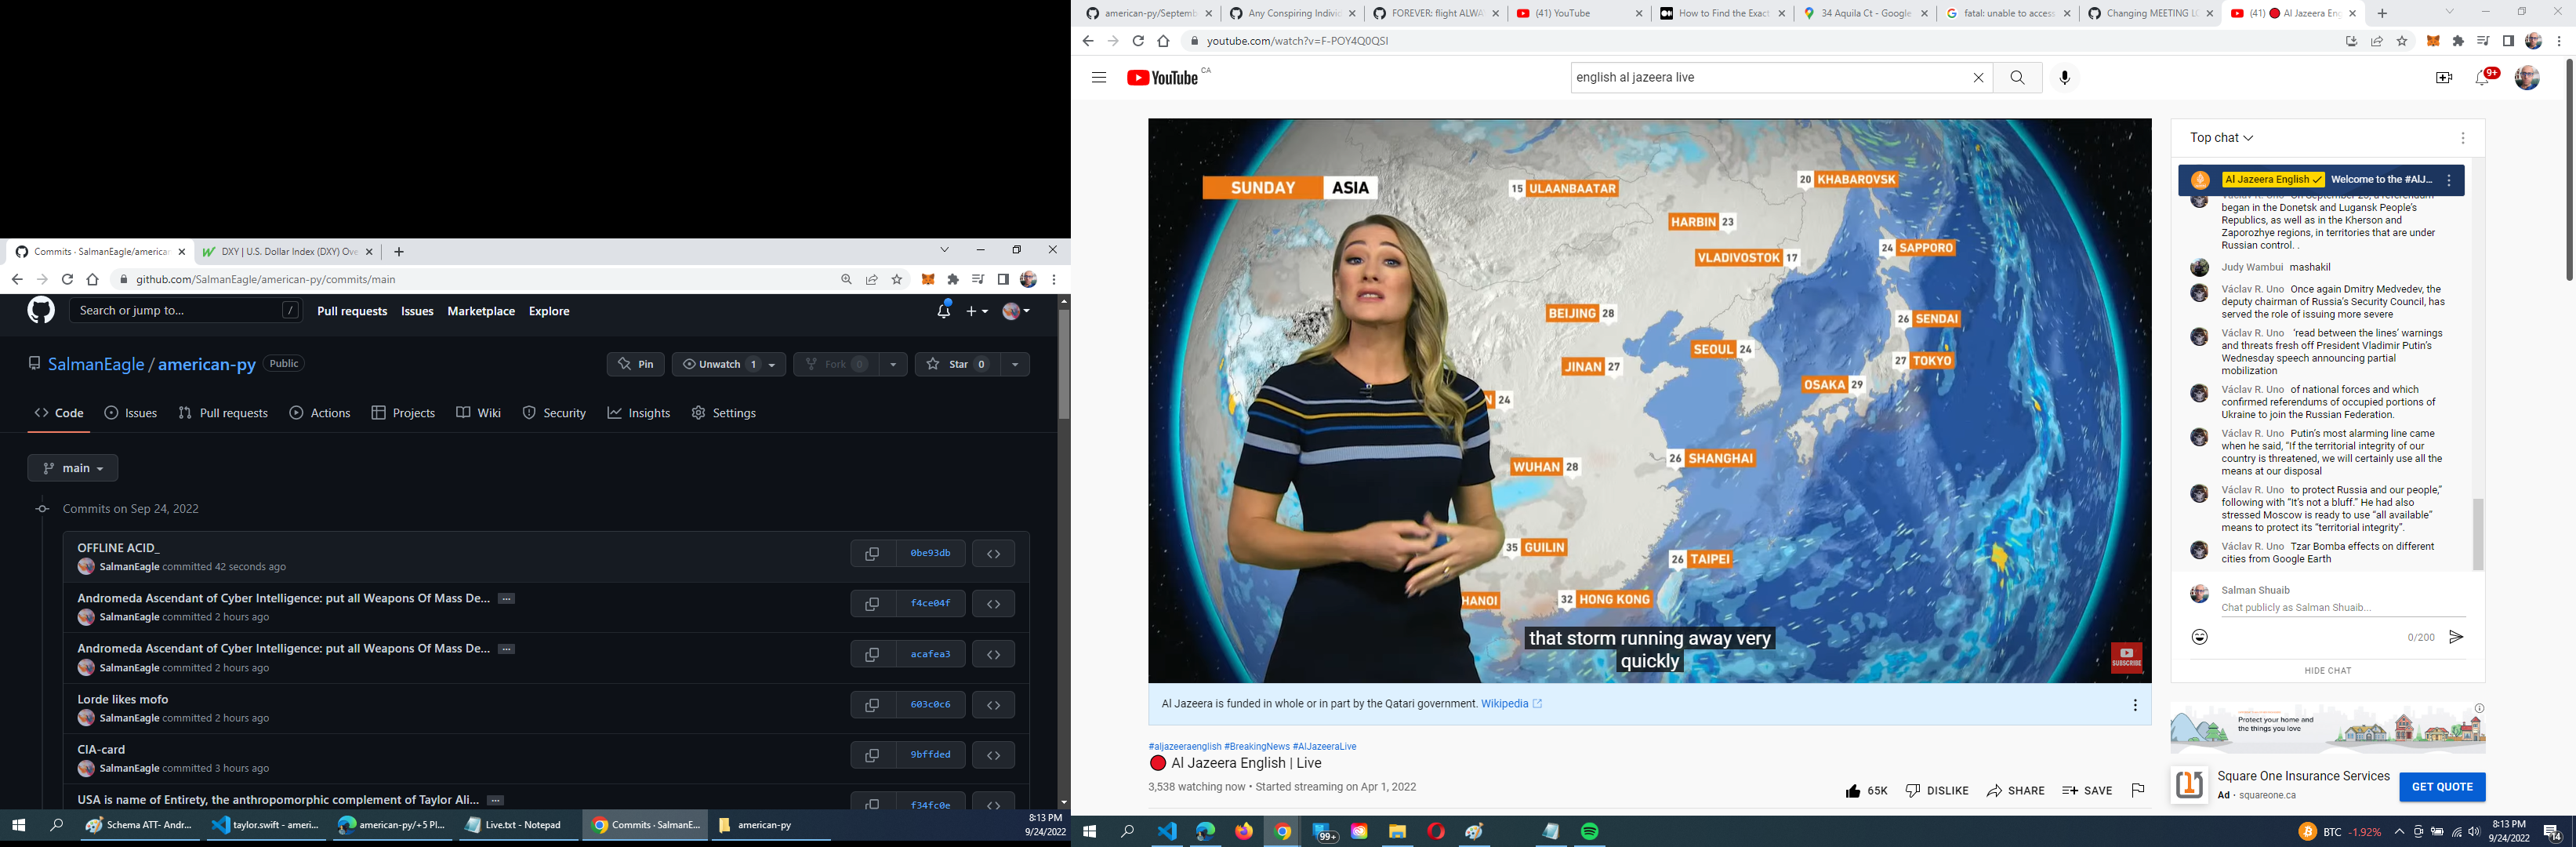 Commits · SalmanEagle/american
DXY | U.S. Dollar Index (DXY) Ove
github.com/SalmanEagle/american-py/commits/main
Search or jump to...
/
Pull requests
Issues
Marketplace
Explore
SalmanEagle / american-py
Public
Pin
Unwatch 1
Fork 0
Star 0
Code
Issues
Pull requests
Actions
Projects
Wiki
Security
Insights
Settings
main
Commits on Sep 24, 2022
OFFLINE ACID_
SalmanEagle committed 42 seconds ago
0be93db
Andromeda Ascendant of Cyber Intelligence: put all Weapons Of Mass De... ...
SalmanEagle committed 2 hours ago
f4ce04f
Andromeda Ascendant of Cyber Intelligence: put all Weapons Of Mass De... ...
SalmanEagle committed 2 hours ago
acafea3
Lorde likes mofo
SalmanEagle committed 2 hours ago
603c0c6
CIA-card
SalmanEagle committed 3 hours ago
9bffded
USA is name of Entirety, the anthropomorphic complement of Taylor Ali... ...
f34fc0e
Schema ATT- Andr...
taylor.swift - ameri...
american-py/+5 Pl...
Live.txt - Notepad
Commits · SalmanE...
american-py
8:13 PM
9/24/2022
american-py/Septemb
Any Conspiring Individ
FOREVER: flight ALWA
(41) YouTube
How to Find the Exact
34 Aquila Ct - Google
fatal: unable to access
Changing MEETING L
(41) 🔴 Al Jazeera Eng
youtube.com/watch?v=F-POY4Q0QSI
YouTube CA
english al jazeera live
9+
SUNDAY ASIA
15 ULAANBAATAR
20 KHABAROVSK
HARBIN 23
VLADIVOSTOK 17
24 SAPPORO
BEIJING 28
26 SENDAI
SEOUL 24
JINAN 27
27 TOKYO
OSAKA 29
N 24
WUHAN 28
26 SHANGHAI
35 GUILIN
26 TAIPEI
HANOI
32 HONG KONG
that storm running away very
quickly
SUBSCRIBE
Al Jazeera is funded in whole or in part by the Qatari government. Wikipedia
#aljazeeraenglish #BreakingNews #AlJazeeraLive
🔴 Al Jazeera English | Live
3,538 watching now • Started streaming on Apr 1, 2022
65K
DISLIKE
SHARE
SAVE
Top chat
Al Jazeera English ✓ Welcome to the #AlJ...
Václav R. Uno On September 23, a referendum
began in the Donetsk and Lugansk People's
Republics, as well as in the Kherson and
Zaporozhye regions, in territories that are under
Russian control. .
Judy Wambui mashakil
Václav R. Uno Once again Dmitry Medvedev, the
deputy chairman of Russia's Security Council, has
served the role of issuing more severe
Václav R. Uno 'read between the lines' warnings
and threats fresh off President Vladimir Putin's
Wednesday speech announcing partial
mobilization
Václav R. Uno of national forces and which
confirmed referendums of occupied portions of
Ukraine to join the Russian Federation.
Václav R. Uno Putin's most alarming line came
when he said, “If the territorial integrity of our
country is threatened, we will certainly use all the
means at our disposal
Václav R. Uno to protect Russia and our people,”
following with “It's not a bluff.” He had also
stressed Moscow is ready to use “all available”
means to protect its “territorial integrity”.
Václav R. Uno Tzar Bomba effects on different
cities from Google Earth
Salman Shuaib
Chat publicly as Salman Shuaib...
0/200
HIDE CHAT
Protect your home and
the things you love
Square One Insurance Services
Ad · squareone.ca
GET QUOTE
99+
BTC -1.92%
8:13 PM
9/24/2022
14